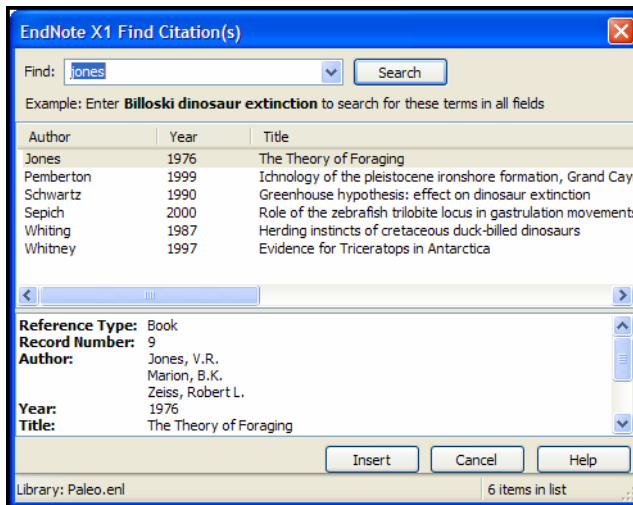 EndNote X1 Find Citation(s)
Find: jones Search
Example: Enter Billoski dinosaur extinction to search for these terms in all fields
Author Year Title
Jones 1976 The Theory of Foraging
Pemberton 1999 Ichnology of the pleistocene ironshore formation, Grand Cay
Schwartz 1990 Greenhouse hypothesis: effect on dinosaur extinction
Sepich 2000 Role of the zebrafish trilobite locus in gastrulation movements
Whiting 1987 Herding instincts of cretaceous duck-billed dinosaurs
Whitney 1997 Evidence for Triceratops in Antarctica
Reference Type: Book
Record Number: 9
Author: Jones, V.R.
Marion, B.K.
Zeiss, Robert L.
Year: 1976
Title: The Theory of Foraging
Insert Cancel Help
Library: Paleo.enl 6 items in list